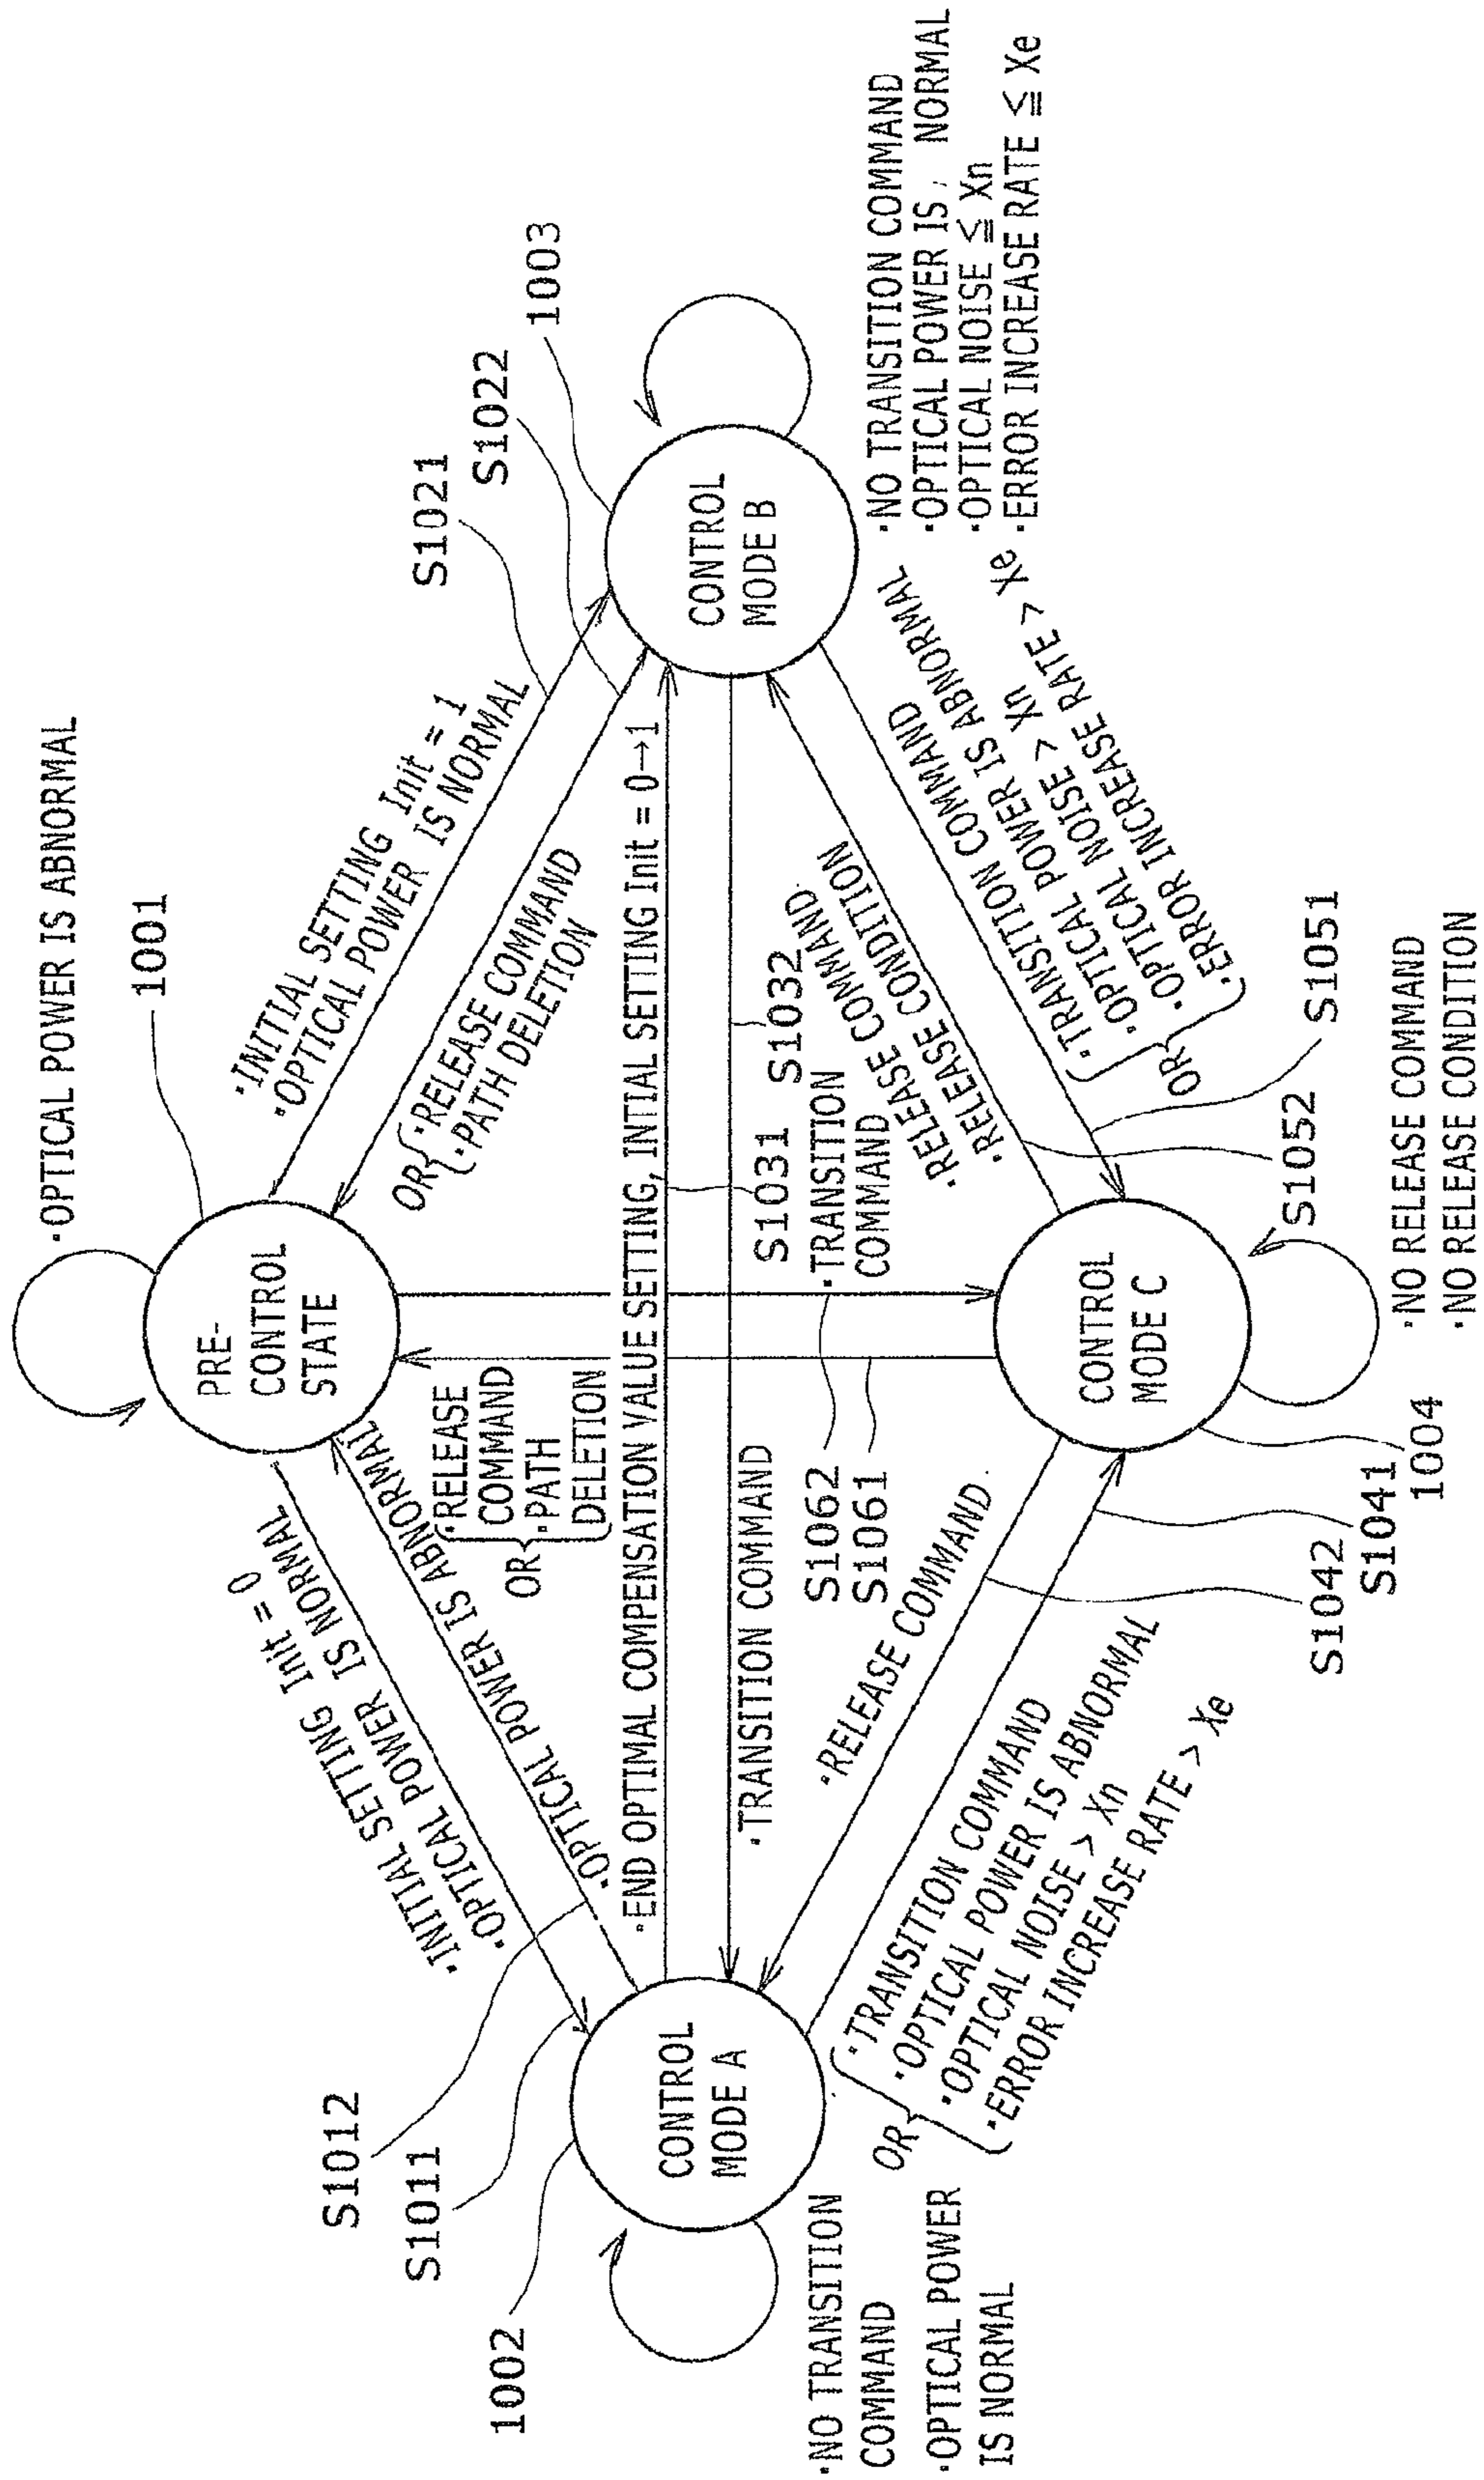 ·OPTICAL POWER IS ABNORMAL
1001
PRE-
CONTROL
STATE
·INITIAL SETTING Init = 1
·OPTICAL POWER IS NORMAL
S1021
S1022
1003
OR
·RELEASE COMMAND
·PATH DELETION
S1012
S1011
1002
·INITIAL SETTING Init = 0
·OPTICAL POWER IS NORMAL
·OPTICAL POWER IS ABNORMAL
OR
·RELEASE
COMMAND
·PATH
DELETION
·END OPTIMAL COMPENSATION VALUE SETTING, INTIAL SETTING Init = 0→1
CONTROL
MODE A
CONTROL
MODE B
·TRANSITION COMMAND
S1031
S1032
·TRANSITION
COMMAND
S1062
S1061
·RELEASE COMMAND
·RELEASE CONDITION
·NO TRANSITION COMMAND
·OPTICAL POWER IS NORMAL
·OPTICAL NOISE ≦ Xn
·ERROR INCREASE RATE ≦ Xe
OR
·TRANSITION COMMAND
·OPTICAL POWER IS ABNORMAL
·OPTICAL NOISE > Xn
·ERROR INCREASE RATE > Xe
·NO TRANSITION
COMMAND
·OPTICAL POWER
IS NORMAL
·RELEASE COMMAND
OR
·TRANSITION COMMAND
·OPTICAL POWER IS ABNORMAL
·OPTICAL NOISE > Xn
·ERROR INCREASE RATE > Xe
CONTROL
MODE C
S1051
S1052
S1042
S1041
1004
·NO RELEASE COMMAND
·NO RELEASE CONDITION